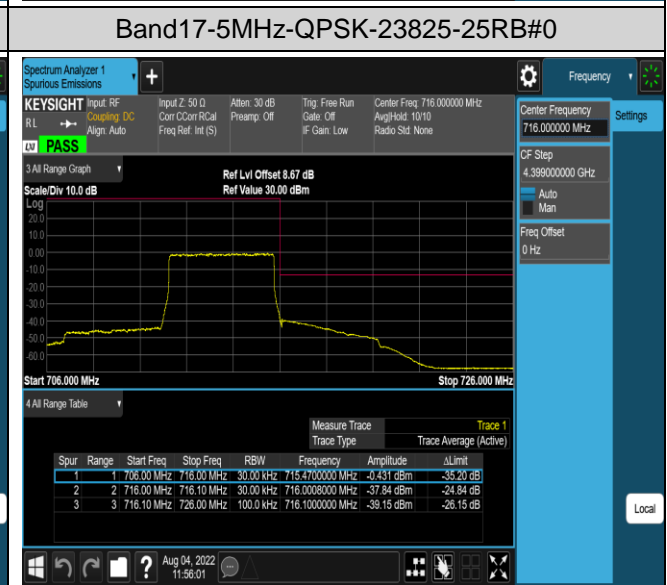 Band17-5MHz-QPSK-23825-25RB#0
Spectrum Analyzer 1
Spurious Emissions
+
Frequency
KEYSIGHT Input: RF Input Z: 50 Ω Atten: 30 dB Trig: Free Run Center Freq: 716.000000 MHz
RL Coupling: DC Corr CCorr RCal Preamp: Off Gate: Off Avg|Hold: 10/10
Align: Auto Freq Ref: Int (S) IF Gain: Low Radio Std: None
LXI PASS
Center Frequency
716.000000 MHz
Settings
CF Step
4.399000000 GHz
Auto
Man
Freq Offset
0 Hz
3 All Range Graph
Ref Lvl Offset 8.67 dB
Scale/Div 10.0 dB Ref Value 30.00 dBm
Log
20.0
10.0
0.00
-10.0
-20.0
-30.0
-40.0
-50.0
-60.0
Start 706.000 MHz Stop 726.000 MHz
4 All Range Table
Measure Trace Trace 1
Trace Type Trace Average (Active)
Spur Range Start Freq Stop Freq RBW Frequency Amplitude ΔLimit
1 1 706.00 MHz 716.00 MHz 30.00 kHz 715.4700000 MHz -0.431 dBm -35.20 dB
2 2 716.00 MHz 716.10 MHz 30.00 kHz 716.0008000 MHz -37.84 dBm -24.84 dB
3 3 716.10 MHz 726.00 MHz 100.0 kHz 716.1000000 MHz -39.15 dBm -26.15 dB
Local
? Aug 04, 2022
11:56:01